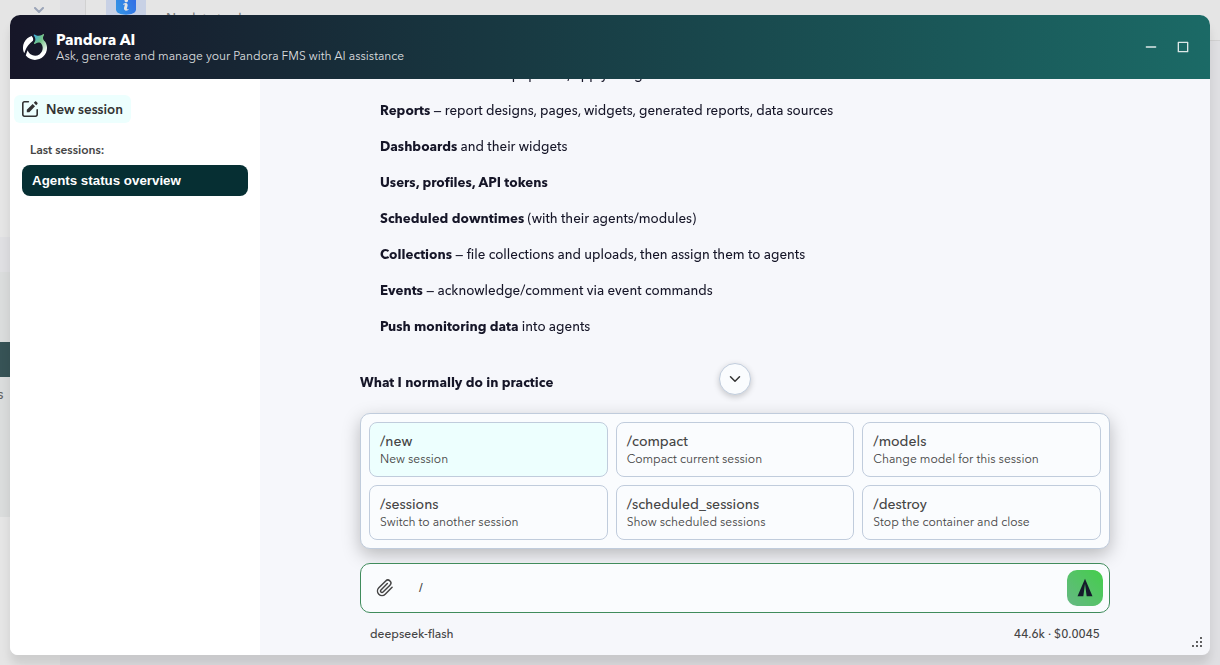 Pandora AI
Ask, generate and manage your Pandora FMS with AI assistance
New session
Last sessions:
Agents status overview
Reports – report designs, pages, widgets, generated reports, data sources
Dashboards and their widgets
Users, profiles, API tokens
Scheduled downtimes (with their agents/modules)
Collections – file collections and uploads, then assign them to agents
Events – acknowledge/comment via event commands
Push monitoring data into agents
What I normally do in practice
/new
New session
/compact
Compact current session
/models
Change model for this session
/sessions
Switch to another session
/scheduled_sessions
Show scheduled sessions
/destroy
Stop the container and close
/
deepseek-flash
44.6k · $0.0045